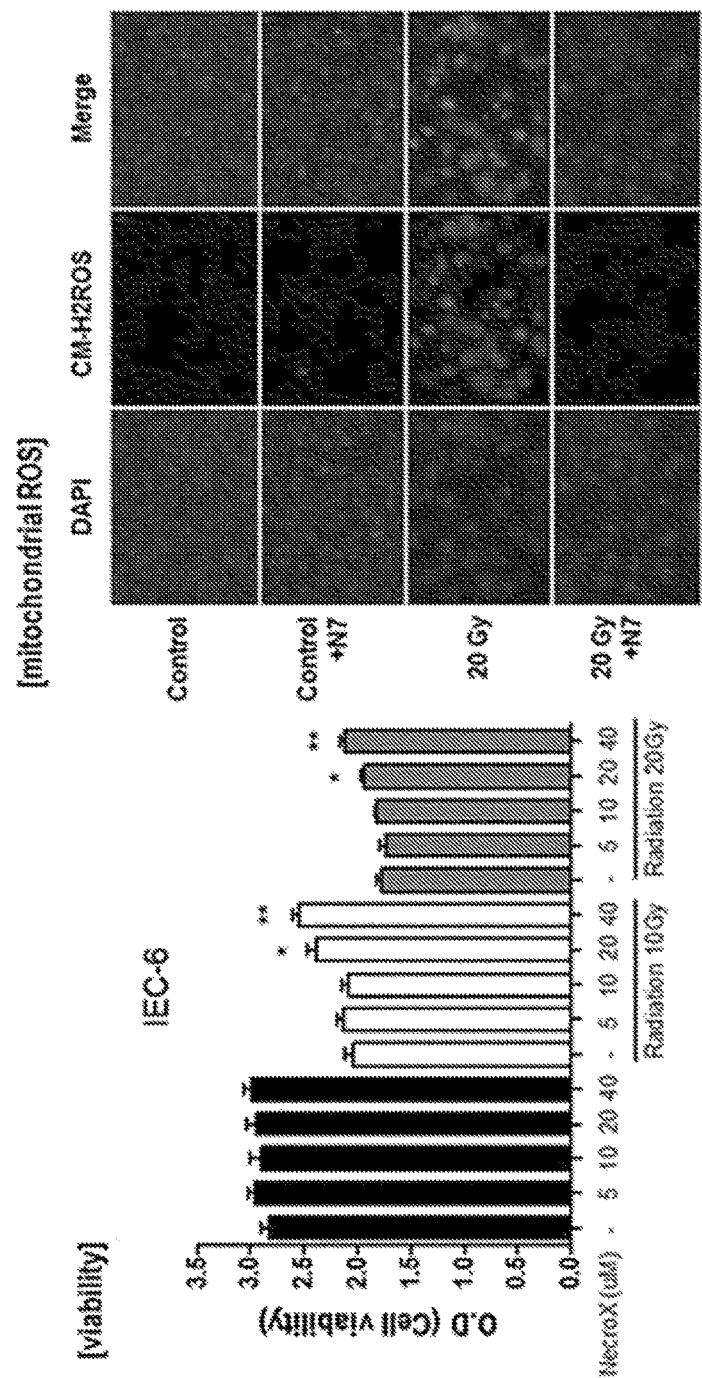 [viability]
IEC-6
O.D (Cell viability)
3.5
3.0
2.5
2.0
1.5
1.0
0.5
0.0
** 
*
**
*
NecroX (uM) - 5 10 20 40 - 5 10 20 40 - 5 10 20 40
Radiation 10Gy Radiation 20Gy
[mitochondrial ROS]
DAPI CM-H2ROS Merge
Control
Control
+N7
20 Gy
20 Gy
+N7